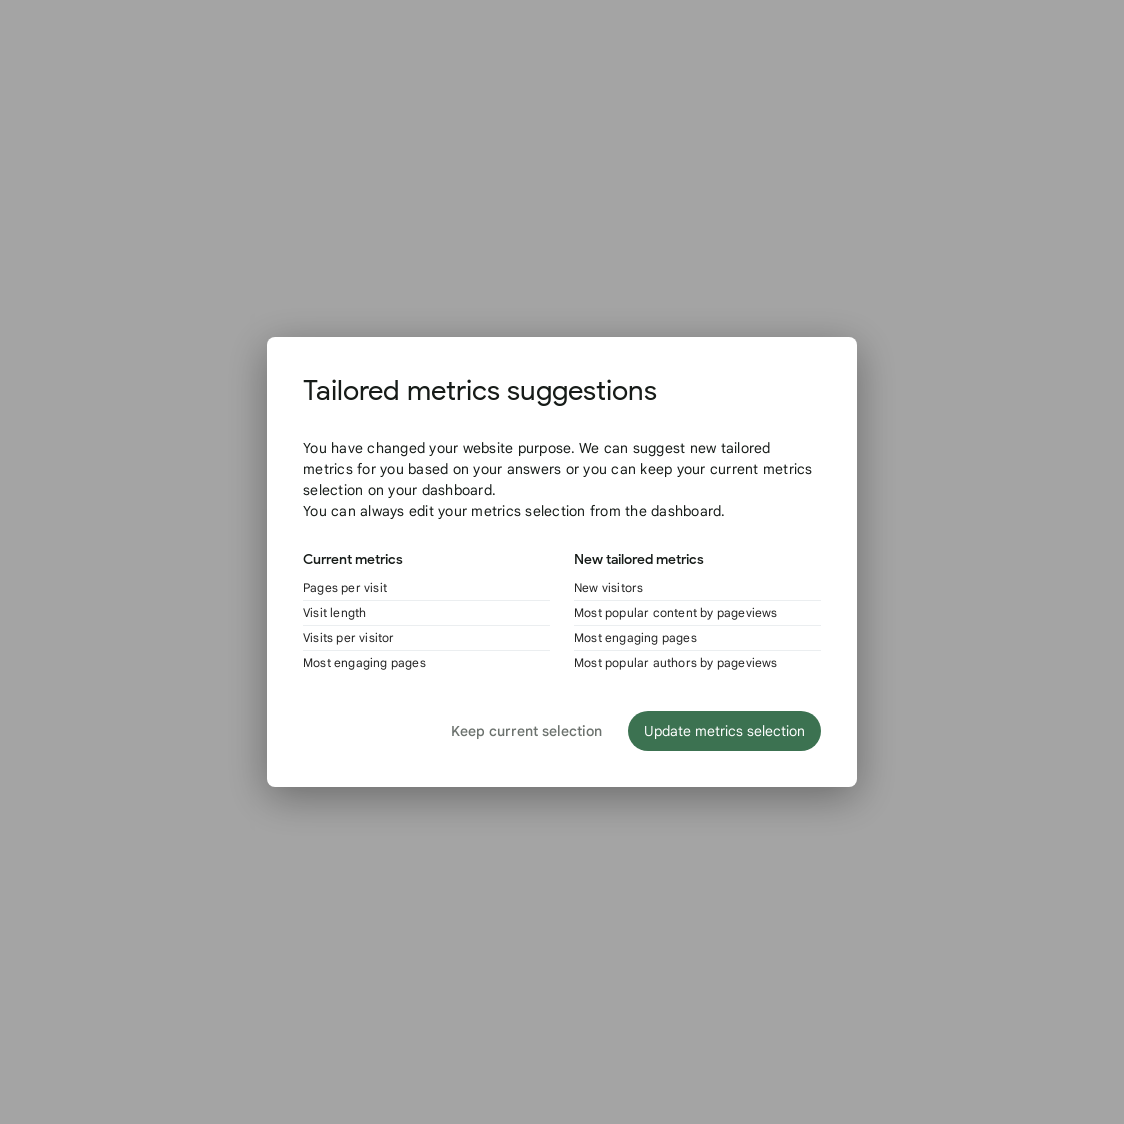 Tailored metrics suggestions
You have changed your website purpose. We can suggest new tailored
metrics for you based on your answers or you can keep your current metrics
selection on your dashboard.
You can always edit your metrics selection from the dashboard.
Current metrics
Pages per visit
Visit length
Visits per visitor
Most engaging pages
New tailored metrics
New visitors
Most popular content by pageviews
Most engaging pages
Most popular authors by pageviews
Keep current selection
Update metrics selection